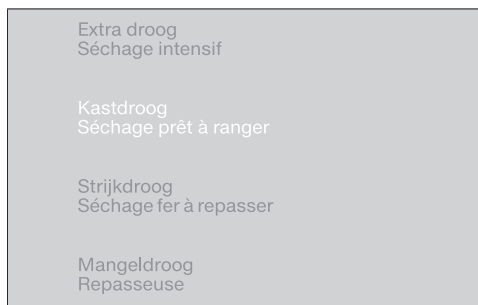 Extra droog
Séchage intensif
Kastdroog
Séchage prêt à ranger
Strijkdroog
Séchage fer à repasser
Mangeldroog
Repasseuse